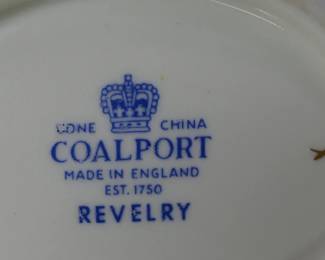 BONE CHINA
COALPORT
MADE IN ENGLAND
EST. 1750
REVELRY